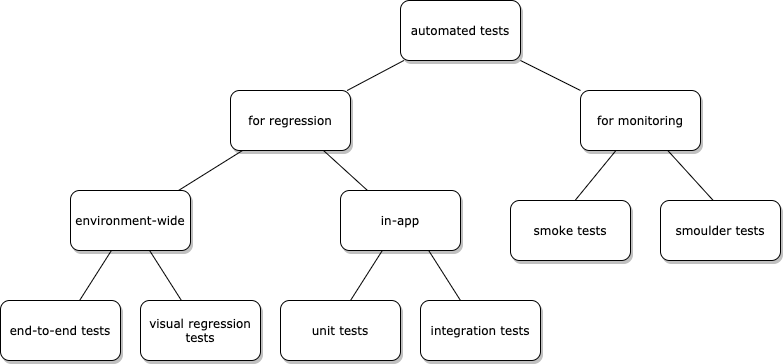 automated tests
for regression
for monitoring
environment-wide
in-app
smoke tests
smoulder tests
end-to-end tests
visual regression
tests
unit tests
integration tests